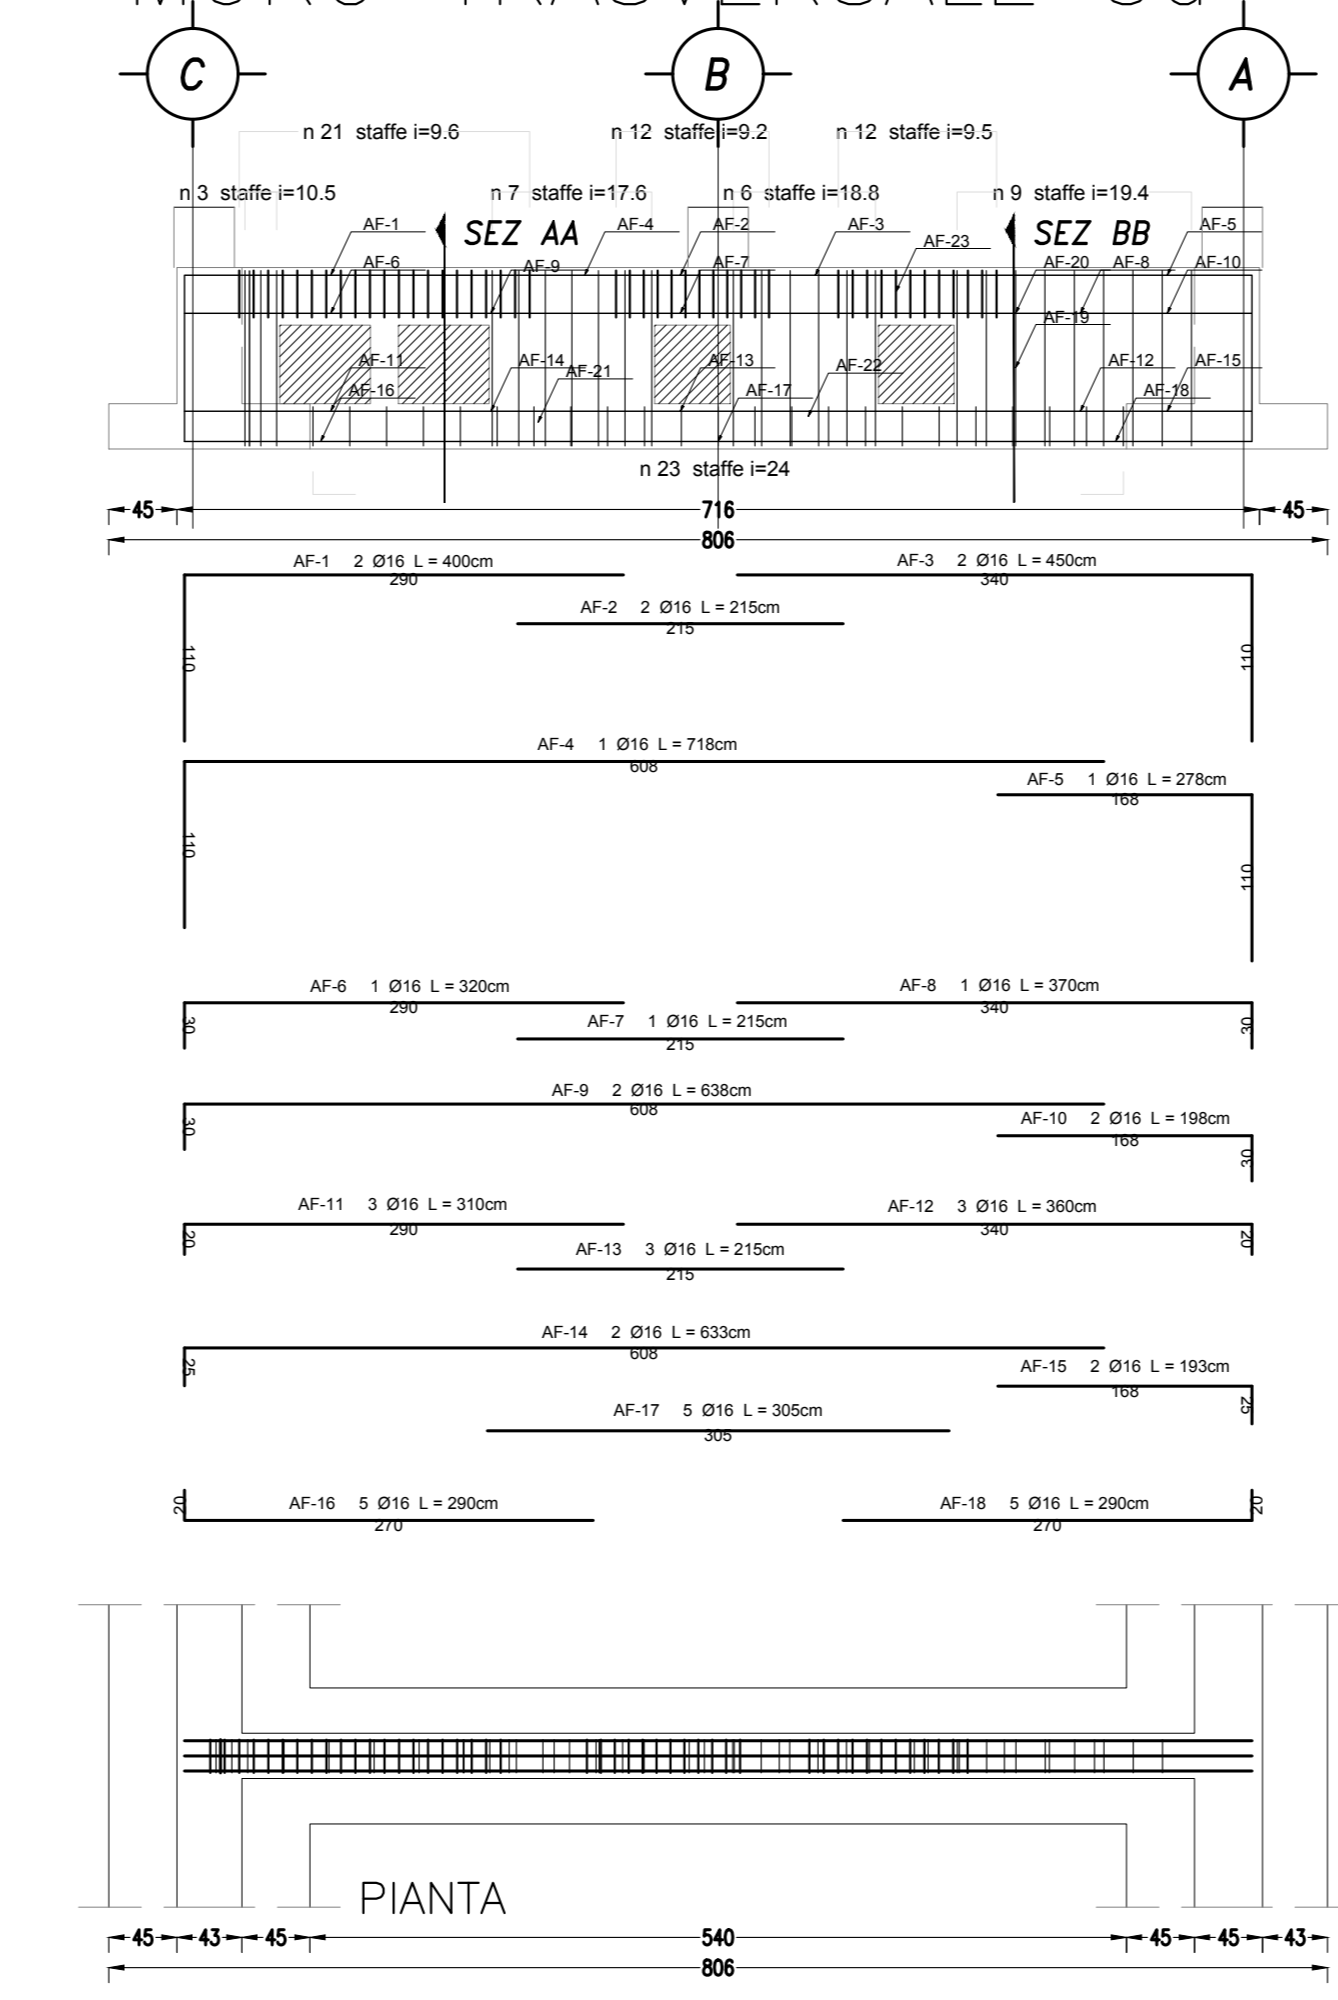 C B A
n 21 staffe i=9.6 n 12 staffe i=9.2 n 12 staffe i=9.5
n 3 staffe i=10.5 n 7 staffe i=17.6 n 6 staffe i=18.8 n 9 staffe i=19.4
AF-1 SEZ AA AF-4 AF-2 AF-3 AF-23 SEZ BB AF-5
AF-6 AF-9 AF-7 AF-20 AF-8 AF-10
AF-19
AF-11 AF-14 AF-21 AF-13 AF-22 AF-12 AF-15
AF-16 AF-17 AF-18
n 23 staffe i=24
45 716 45
806
AF-1 2 Ø16 L = 400cm AF-3 2 Ø16 L = 450cm
290 340
AF-2 2 Ø16 L = 215cm
215
110 110
AF-4 1 Ø16 L = 718cm
608
AF-5 1 Ø16 L = 278cm
168
110 110
AF-6 1 Ø16 L = 320cm AF-8 1 Ø16 L = 370cm
290 340
30 AF-7 1 Ø16 L = 215cm 30
215
AF-9 2 Ø16 L = 638cm
608
30 AF-10 2 Ø16 L = 198cm
168
30
AF-11 3 Ø16 L = 310cm AF-12 3 Ø16 L = 360cm
290 340
20 AF-13 3 Ø16 L = 215cm 20
215
AF-14 2 Ø16 L = 633cm
608
25 AF-15 2 Ø16 L = 193cm
168
AF-17 5 Ø16 L = 305cm 25
305
20 AF-16 5 Ø16 L = 290cm AF-18 5 Ø16 L = 290cm 20
270 270
PIANTA
45 43 45 540 45 45 43
806